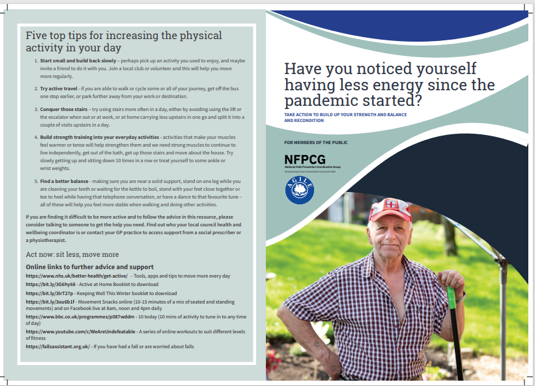 Five top tips for increasing the physical
activity in your day
1. Start small and build back slowly – perhaps pick up an activity you used to enjoy, and maybe
invite a friend to do it with you. Join a local club or volunteer and this will help you move
more regularly.
2. Try active travel - if you are able to walk or cycle some or all of your journey, get off the bus
one stop earlier, or park further away from your work or destination.
3. Conquer those stairs - try using stairs more often in a day, either by avoiding using the lift or
the escalator when out or at work, or at home carrying less upstairs in one go and split it into a
couple of visits upstairs in a day.
4. Build strength training into your everyday activities - activities that make your muscles
feel warmer or tense will help strengthen them and we need strong muscles to continue to
live independently, get out of the bath, get up those stairs and move about the house. Try
slowly getting up and sitting down 10 times in a row or treat yourself to some ankle or
wrist weights.
5. Find a better balance - making sure you are near a solid support, stand on one leg while you
are cleaning your teeth or waiting for the kettle to boil, stand with your feet close together or
toe to heel while having that telephone conversation, or have a dance to that favourite tune –
all of these will help you feel more stable when walking and doing other activities.
If you are finding it difficult to be more active and to follow the advice in this resource, please
consider talking to someone to get the help you need. Find out who your local council health and
wellbeing coordinator is or contact your GP practice to access support from a social prescriber or
a physiotherapist.
Act now: sit less, move more
Online links to further advice and support
https://www.nhs.uk/better-health/get-active/ - Tools, apps and tips to move more every day
- Active at Home Booklet to download
- Keeping Well This Winter booklet to download
- Movement Snacks online (10-15 minutes of a mix of seated and standing
movements) and on Facebook live at 8am, noon and 4pm daily
https://www.bbc.co.uk/programmes/p087wddm - 10 today (10 mins of activity to tune in to any time
of day)
https://www.youtube.com/c/WeAreUndefeatable - A series of online workouts to suit different levels
of fitness
https://fallsassistant.org.uk/ - if you have had a fall or are worried about falls
Have you noticed yourself
having less energy since the
pandemic started?
TAKE ACTION TO BUILD UP YOUR STRENGTH AND BALANCE
AND RECONDITION
FOR MEMBERS OF THE PUBLIC
NFPCG
National Falls Prevention Coordination Group
AGILE